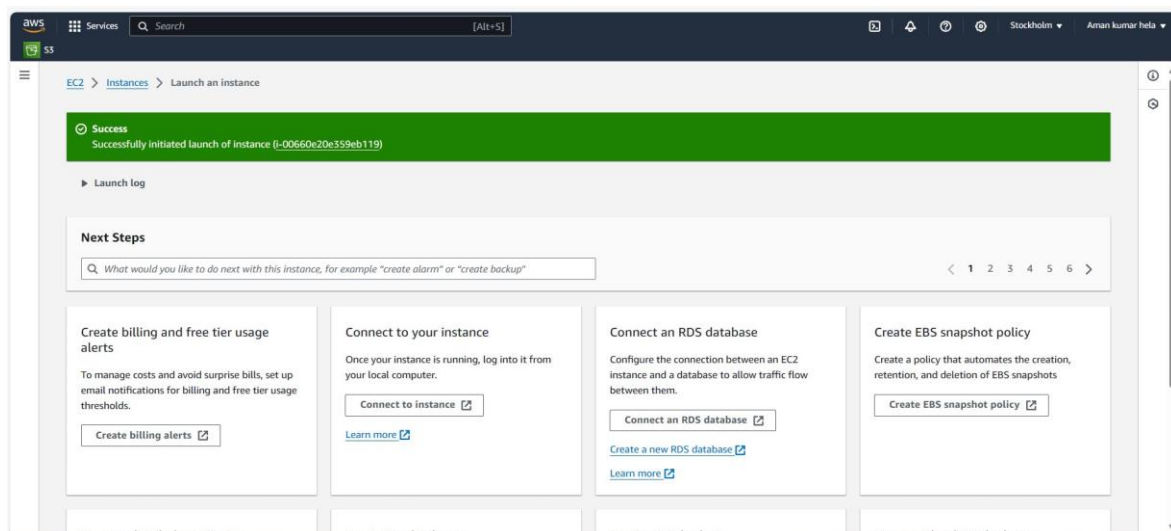 aws Services Search [Alt+S] Stockholm Aman kumar hela
S3
EC2 > Instances > Launch an instance
Success
Successfully initiated launch of instance (i-00660e20e359eb119)
Launch log
Next Steps
What would you like to do next with this instance, for example "create alarm" or "create backup"
1 2 3 4 5 6
Create billing and free tier usage
alerts
To manage costs and avoid surprise bills, set up
email notifications for billing and free tier usage
thresholds.
Create billing alerts
Connect to your instance
Once your instance is running, log into it from
your local computer.
Connect to instance
Learn more
Connect an RDS database
Configure the connection between an EC2
instance and a database to allow traffic flow
between them.
Connect an RDS database
Create a new RDS database
Learn more
Create EBS snapshot policy
Create a policy that automates the creation,
retention, and deletion of EBS snapshots
Create EBS snapshot policy